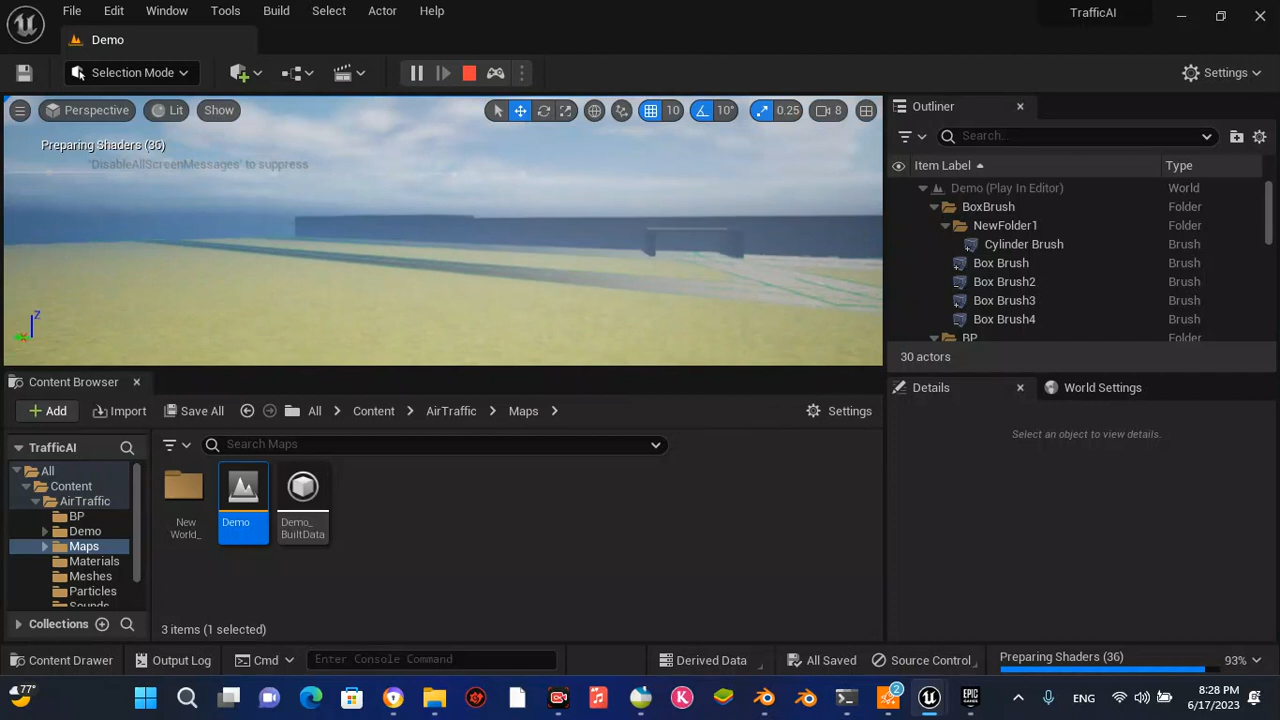 File Edit Window Tools Build Select Actor Help
TrafficAI
Demo
Selection Mode
Settings
Perspective Lit Show
10 10° 0.25 8
Preparing Shaders (36)
'DisableAllScreenMessages' to suppress
Z
Outliner
Search...
Item Label Type
Demo (Play In Editor) World
BoxBrush Folder
NewFolder1 Folder
Cylinder Brush Brush
Box Brush Brush
Box Brush2 Brush
Box Brush3 Brush
Box Brush4 Brush
BP Folder
30 actors
Details World Settings
Select an object to view details.
Content Browser
Add Import Save All All Content AirTraffic Maps Settings
TrafficAI
Search Maps
All
Content
AirTraffic
BP
Demo
Maps
Materials
Meshes
Particles
Sounds
New World_
Demo
Demo_BuiltData
3 items (1 selected)
Collections
Content Drawer Output Log Cmd Enter Console Command Derived Data All Saved Source Control Preparing Shaders (36) 93%
77° 2 K EPIC GAMES ENG 8:28 PM
6/17/2023